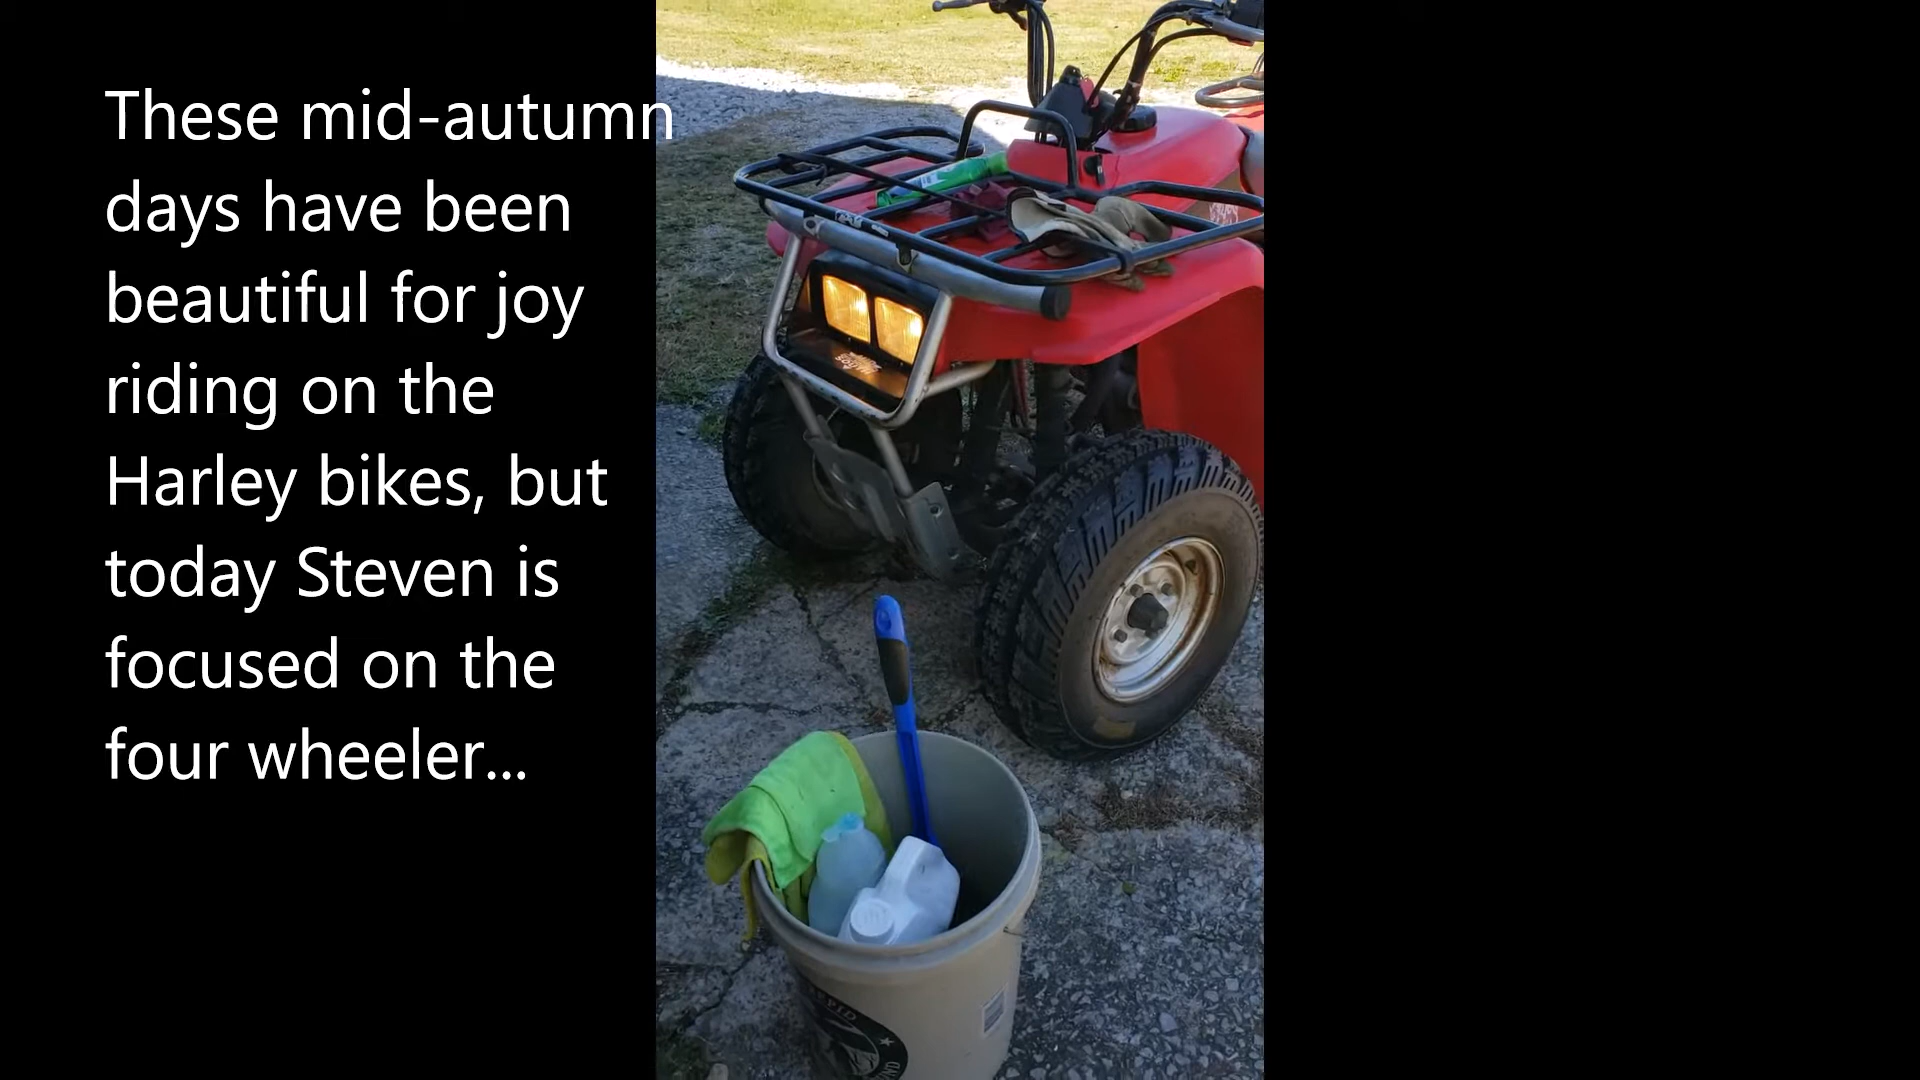 These mid-autumn
days have been
beautiful for joy
riding on the
Harley bikes, but
today Steven is
focused on the
four wheeler...